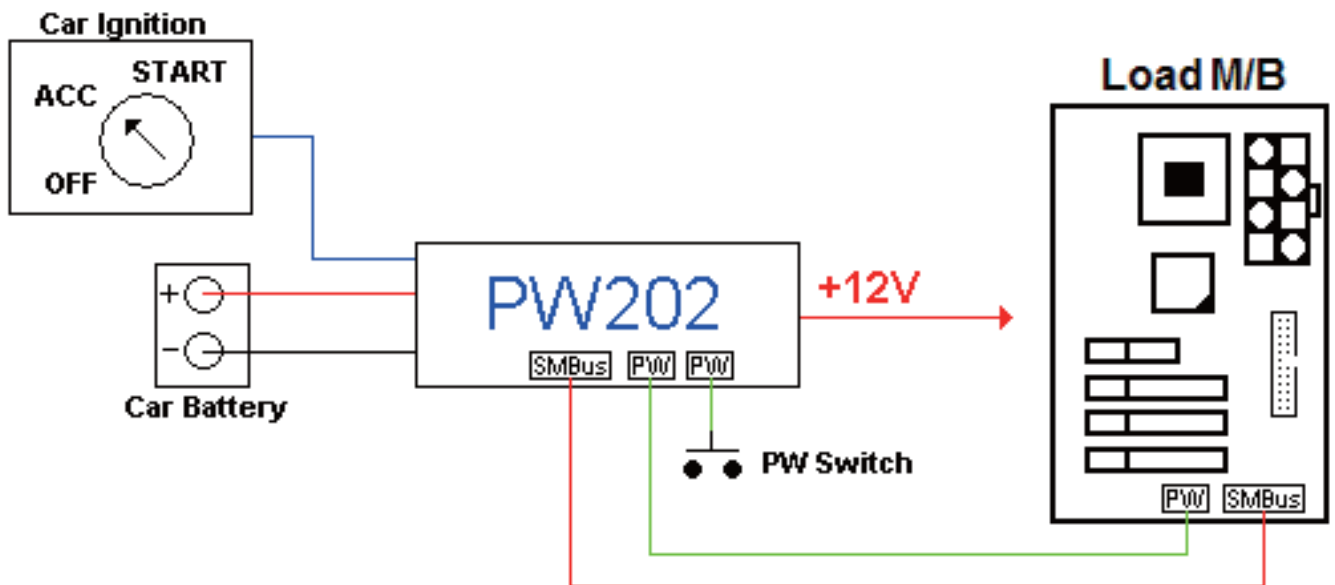 Car Ignition
START
ACC
OFF
Load M/B
+
−
Car Battery
PW202
+12V
SMBus PW PW
PW Switch
PW SMBus